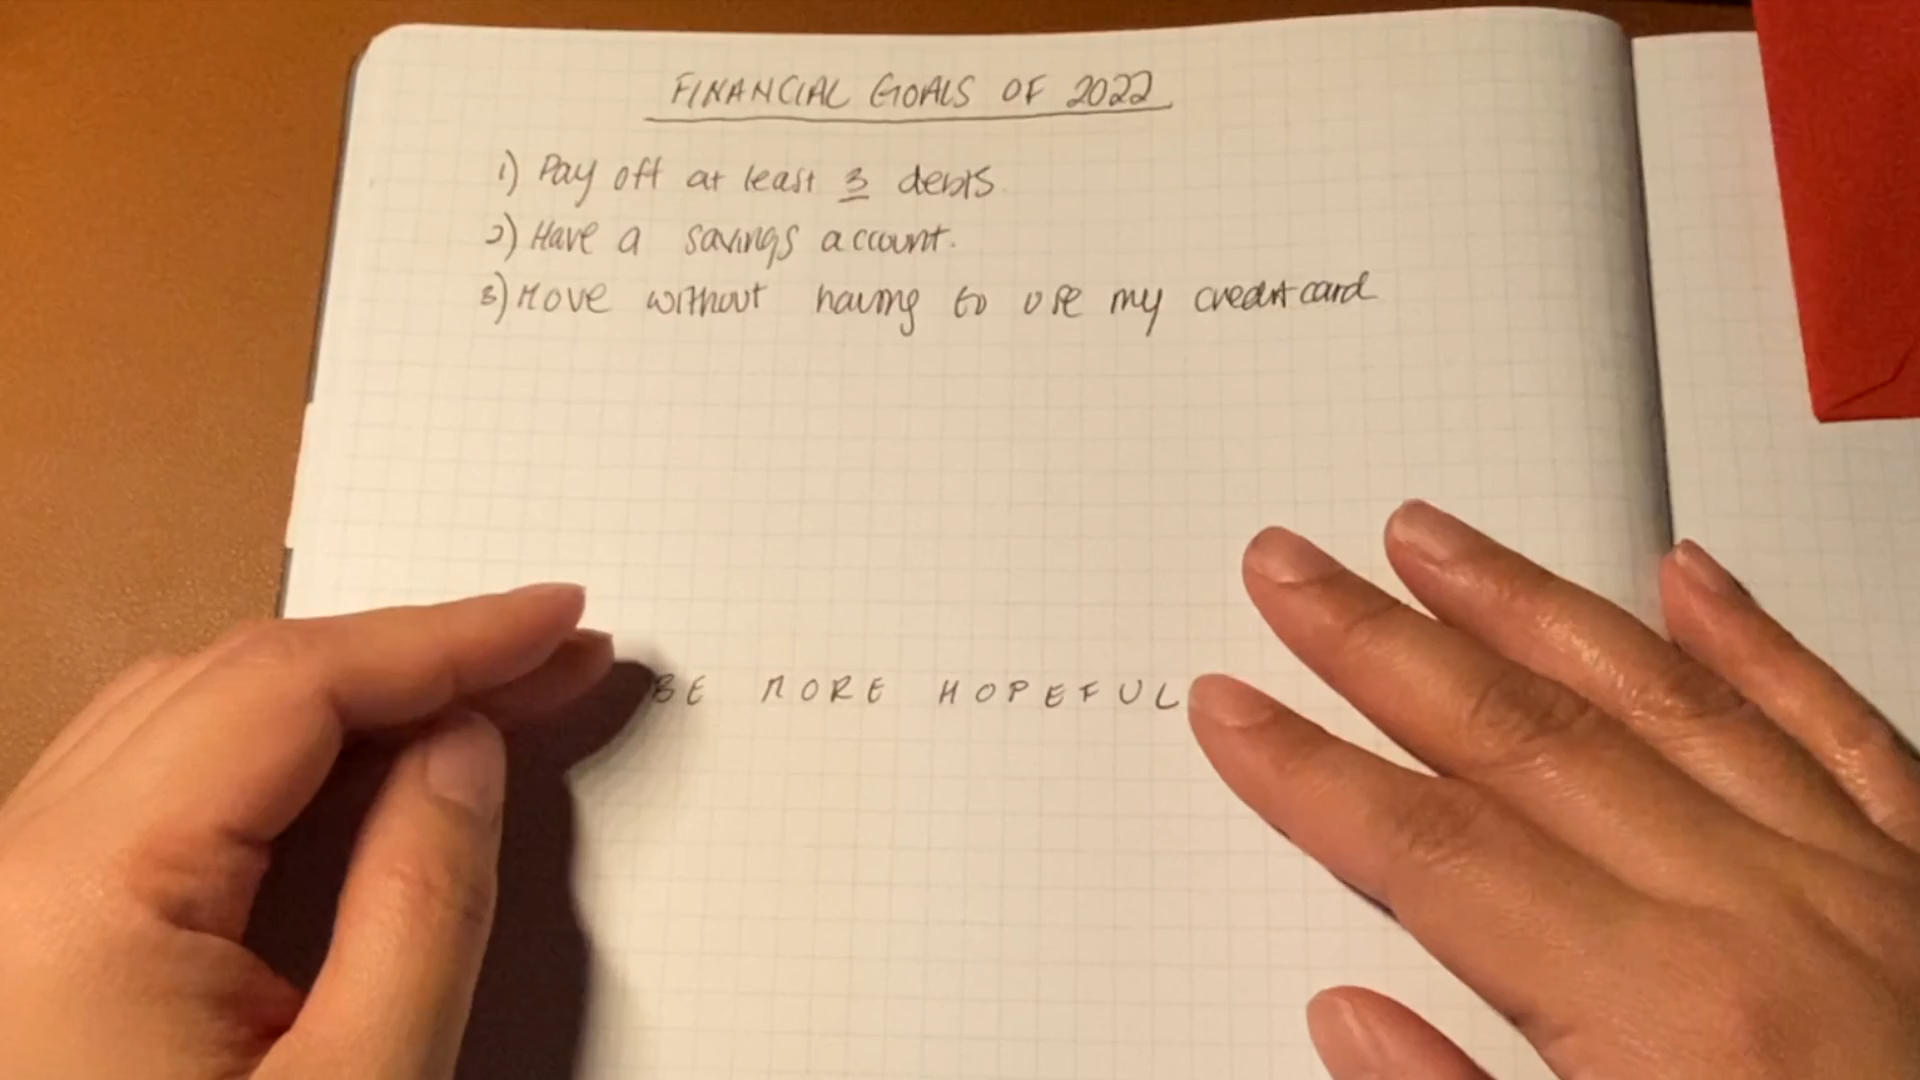 FINANCIAL GOALS OF 2022
1) Pay off at least 3 debts
2) Have a savings account.
3) Move without having to use my credit card
BE MORE HOPEFUL